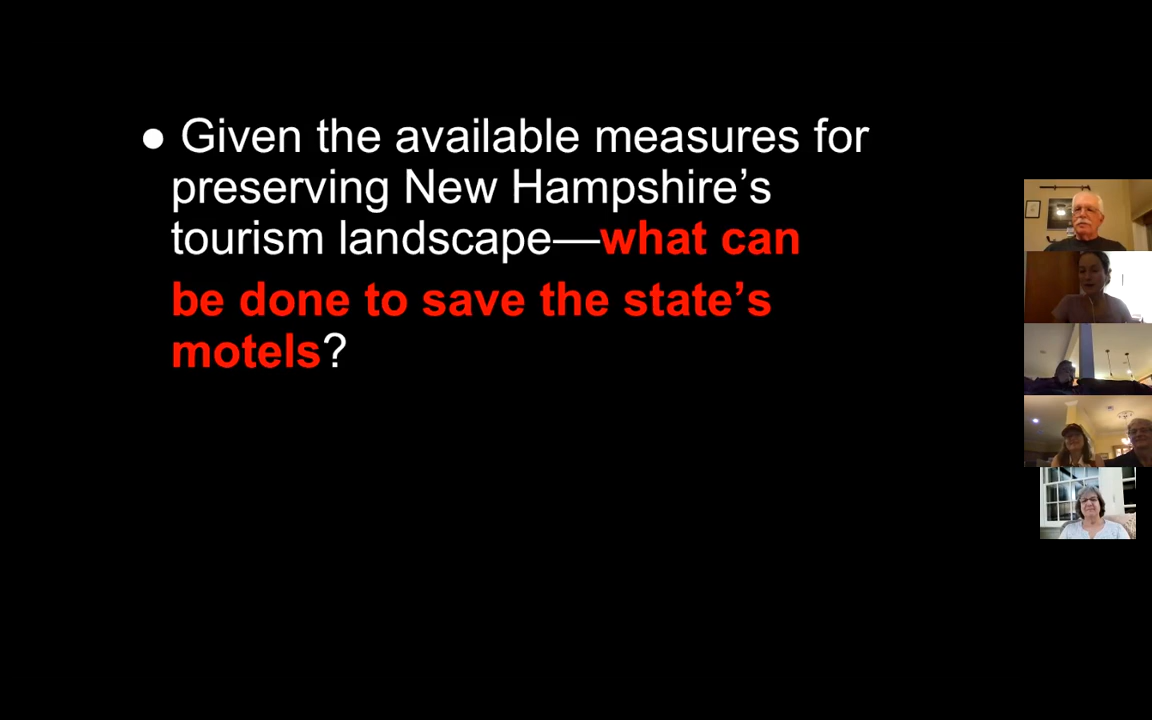 ● Given the available measures for
preserving New Hampshire’s
tourism landscape—what can
be done to save the state’s
motels?